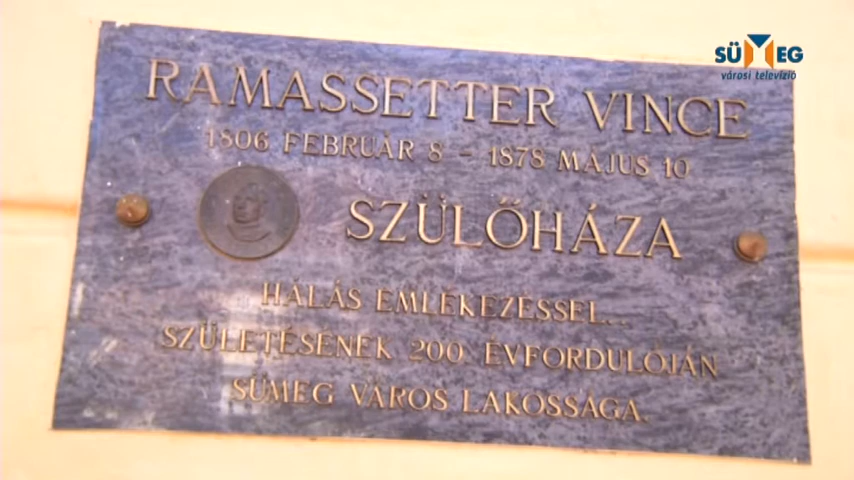 SÜMEG
városi televízió
RAMASSETTER VINCE
1806 FEBRUÁR 8 - 1878 MÁJUS 10
SZÜLŐHÁZA
HÁLÁS EMLÉKEZÉSSEL...
SZÜLETÉSÉNEK 200. ÉVFORDULÓJÁN
SÜMEG VÁROS LAKOSSÁGA.